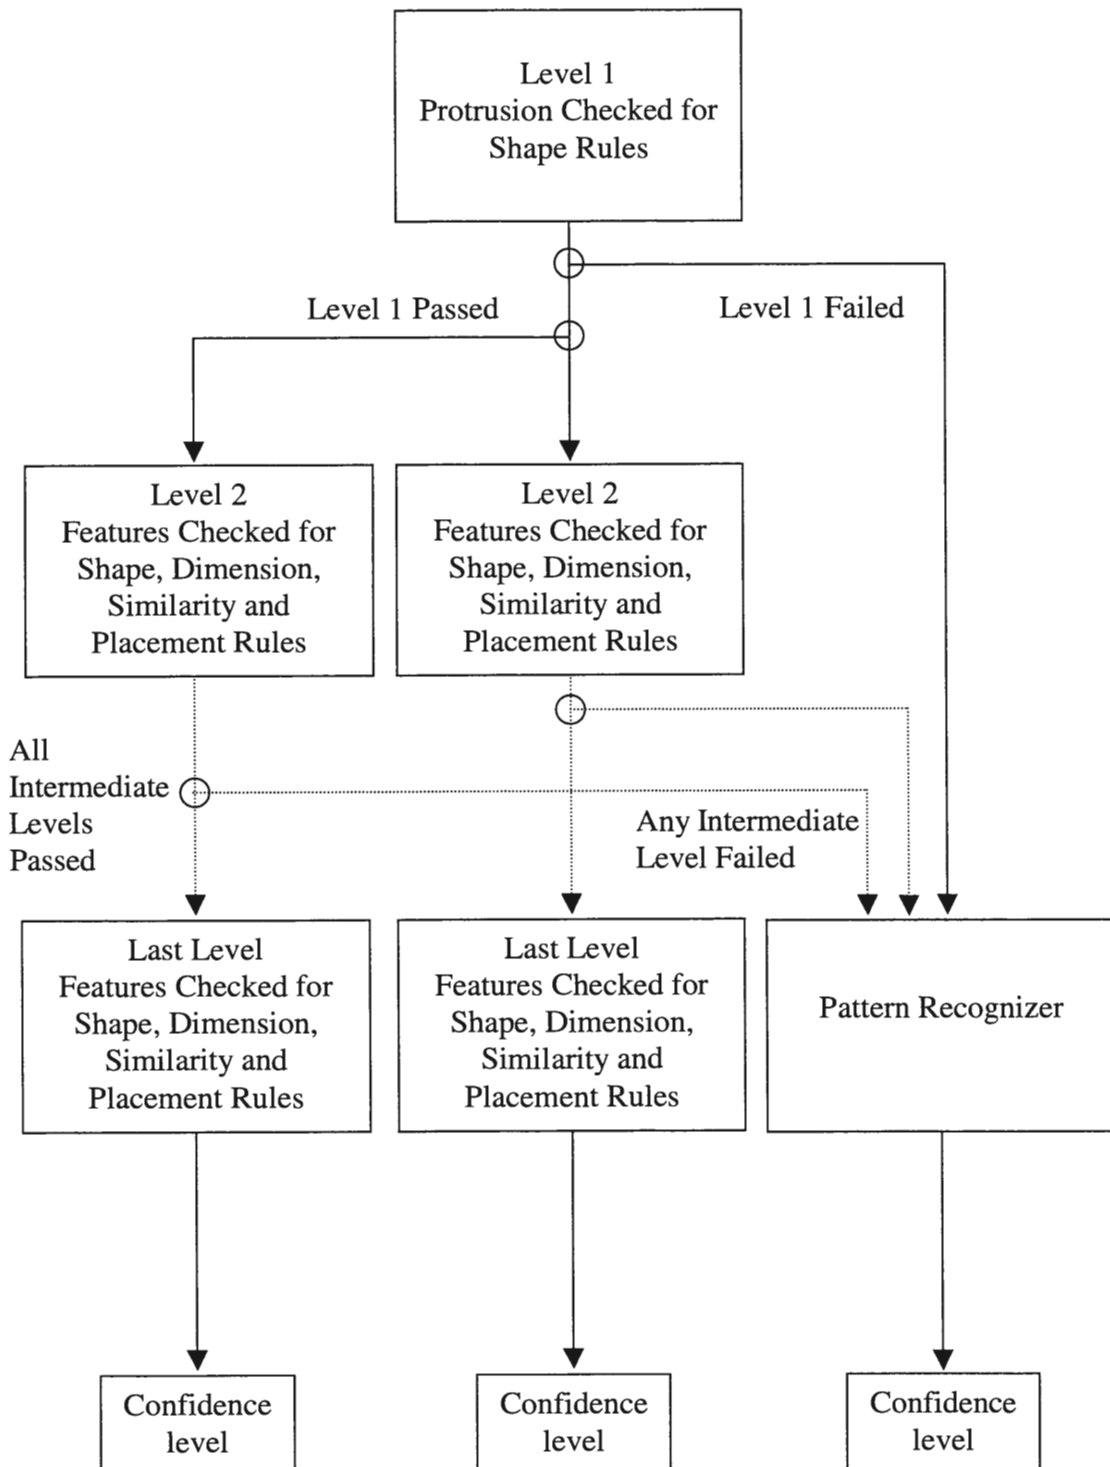 Level 1
Protrusion Checked for
Shape Rules
Level 1 Passed
Level 1 Failed
Level 2
Features Checked for
Shape, Dimension,
Similarity and
Placement Rules
Level 2
Features Checked for
Shape, Dimension,
Similarity and
Placement Rules
All
Intermediate
Levels
Passed
Any Intermediate
Level Failed
Last Level
Features Checked for
Shape, Dimension,
Similarity and
Placement Rules
Last Level
Features Checked for
Shape, Dimension,
Similarity and
Placement Rules
Pattern Recognizer
Confidence
level
Confidence
level
Confidence
level